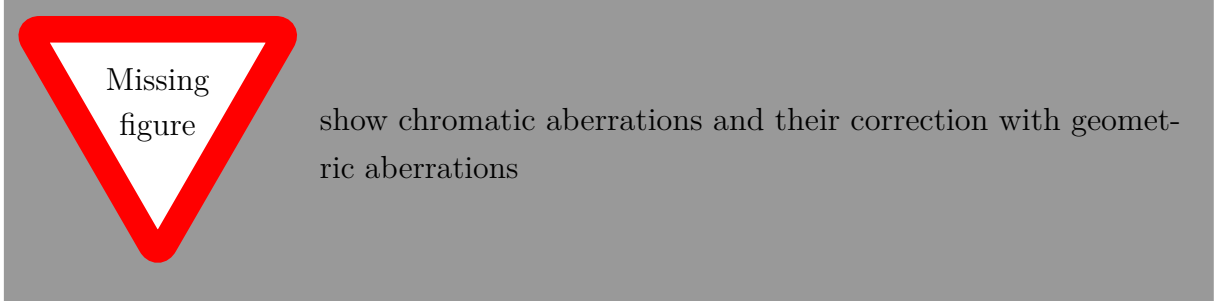 Missing
figure
show chromatic aberrations and their correction with geomet-
ric aberrations